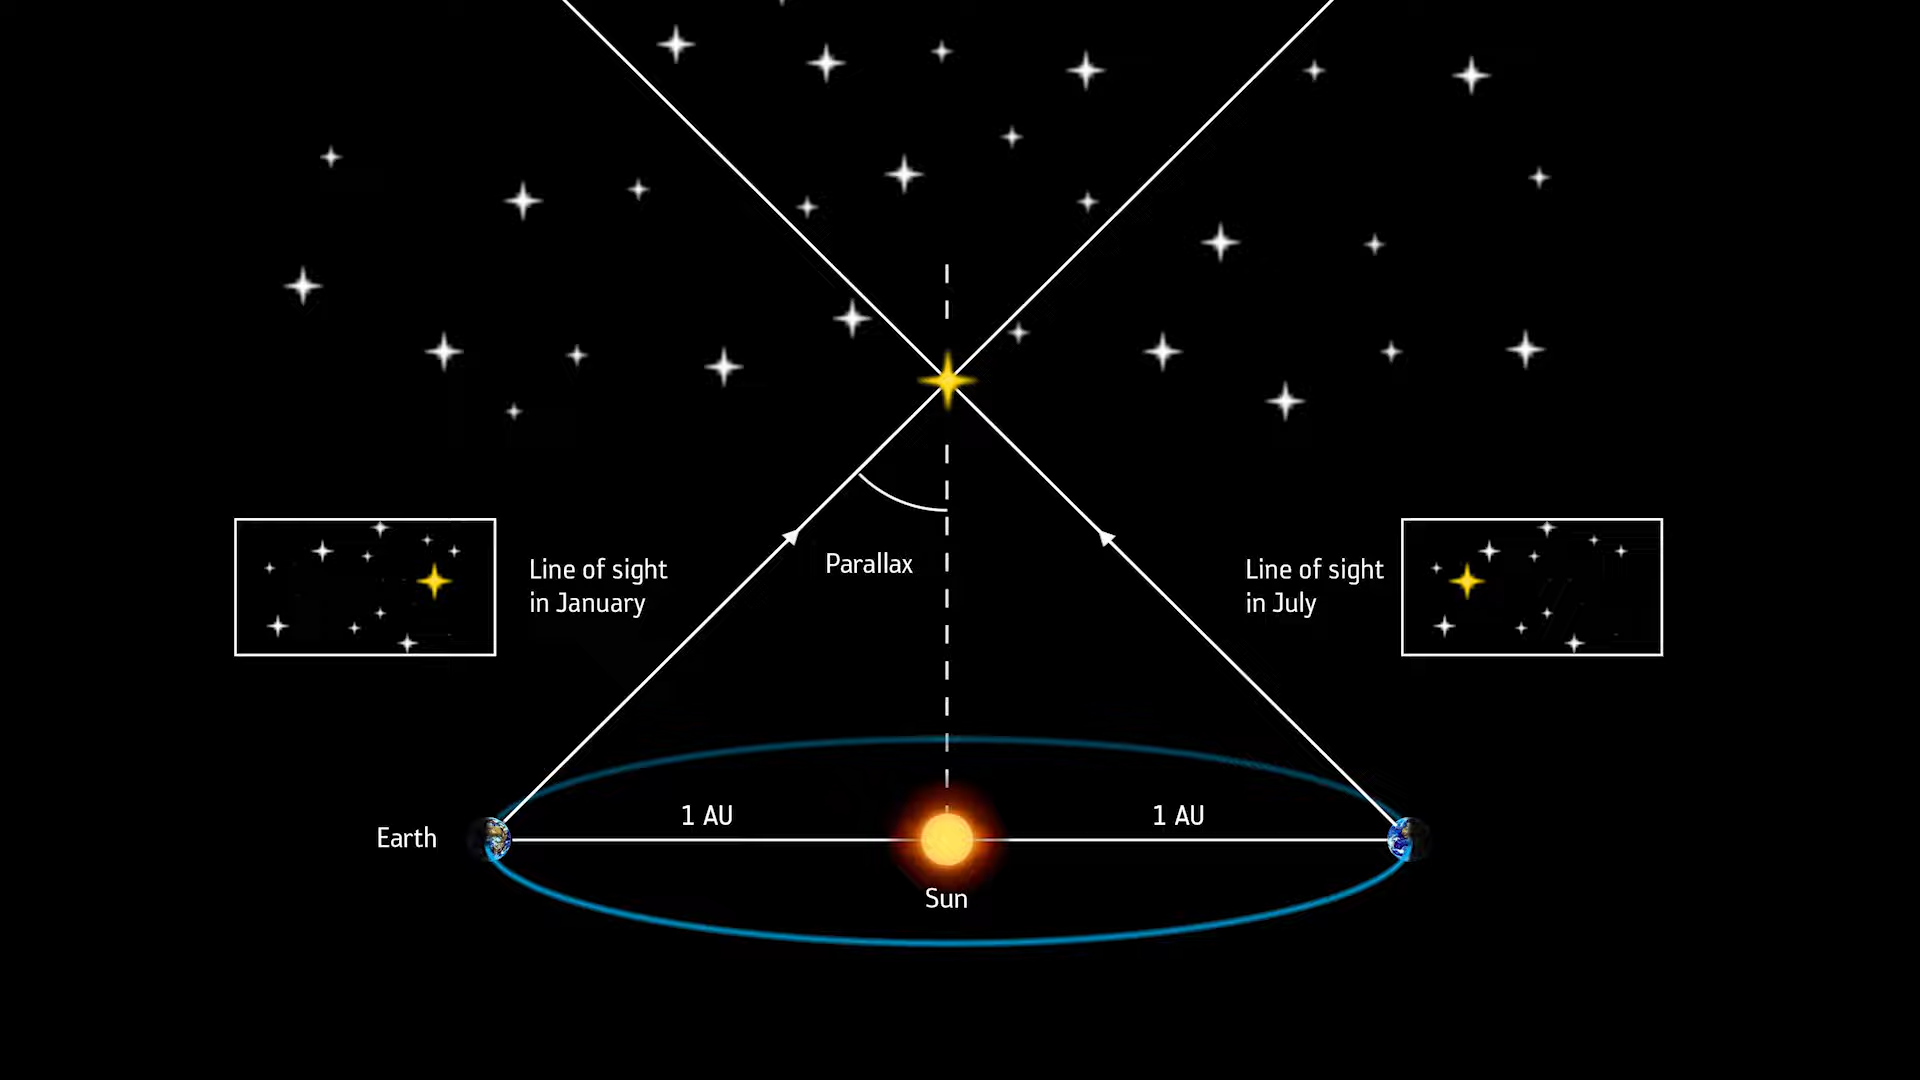 Line of sight
in January
Parallax
Line of sight
in July
1 AU
1 AU
Earth
Sun